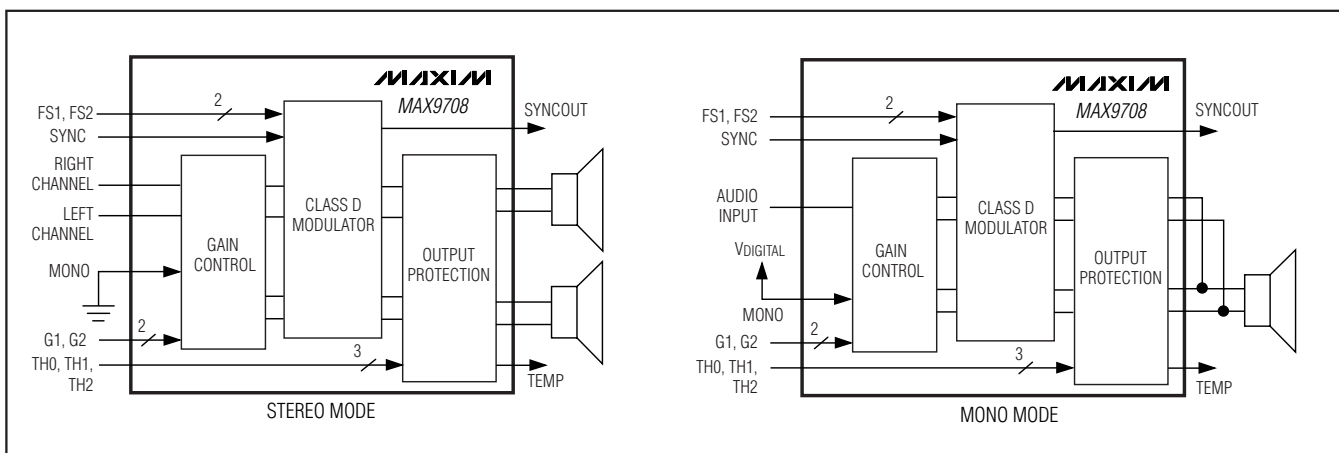 MAXIM
MAX9708
FS1, FS2
2
SYNCOUT
SYNC
RIGHT
CHANNEL
LEFT
CHANNEL
MONO
GAIN
CONTROL
CLASS D
MODULATOR
OUTPUT
PROTECTION
G1, G2
2
TH0, TH1,
TH2
3
TEMP
STEREO MODE
MAXIM
MAX9708
FS1, FS2
2
SYNCOUT
SYNC
AUDIO
INPUT
VDIGITAL
MONO
GAIN
CONTROL
CLASS D
MODULATOR
OUTPUT
PROTECTION
G1, G2
2
TH0, TH1,
TH2
3
TEMP
MONO MODE